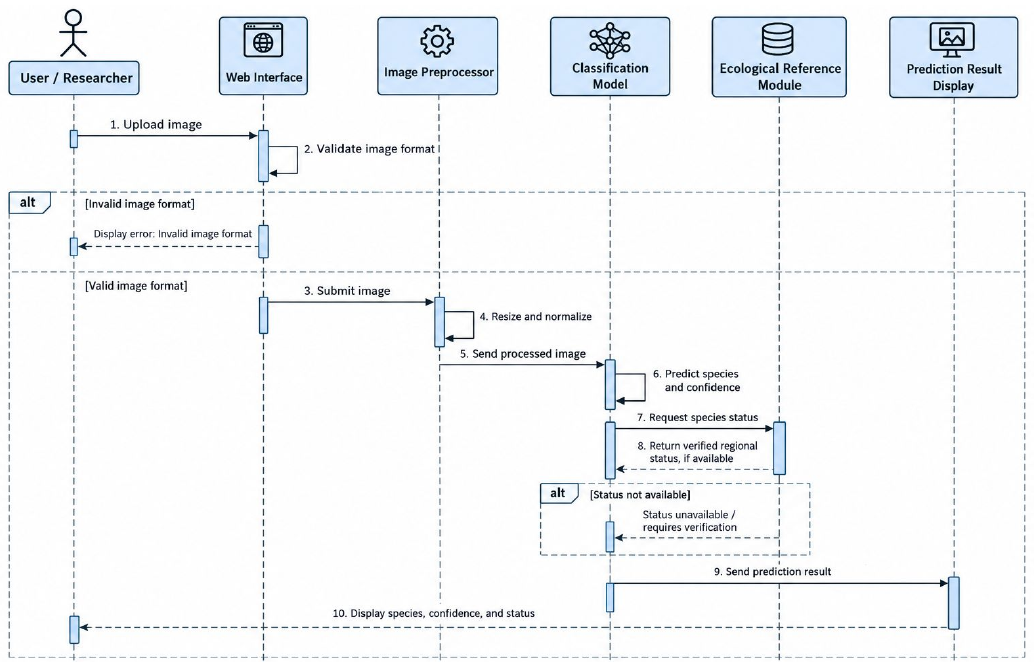 User / Researcher
Web Interface
Image Preprocessor
Classification
Model
Ecological Reference
Module
Prediction Result
Display
1. Upload image
2. Validate image format
alt
[Invalid image format]
Display error: Invalid image format
[Valid image format]
3. Submit image
4. Resize and normalize
5. Send processed image
6. Predict species
and confidence
7. Request species status
8. Return verified regional
status, if available
alt
[Status not available]
Status unavailable /
requires verification
9. Send prediction result
10. Display species, confidence, and status